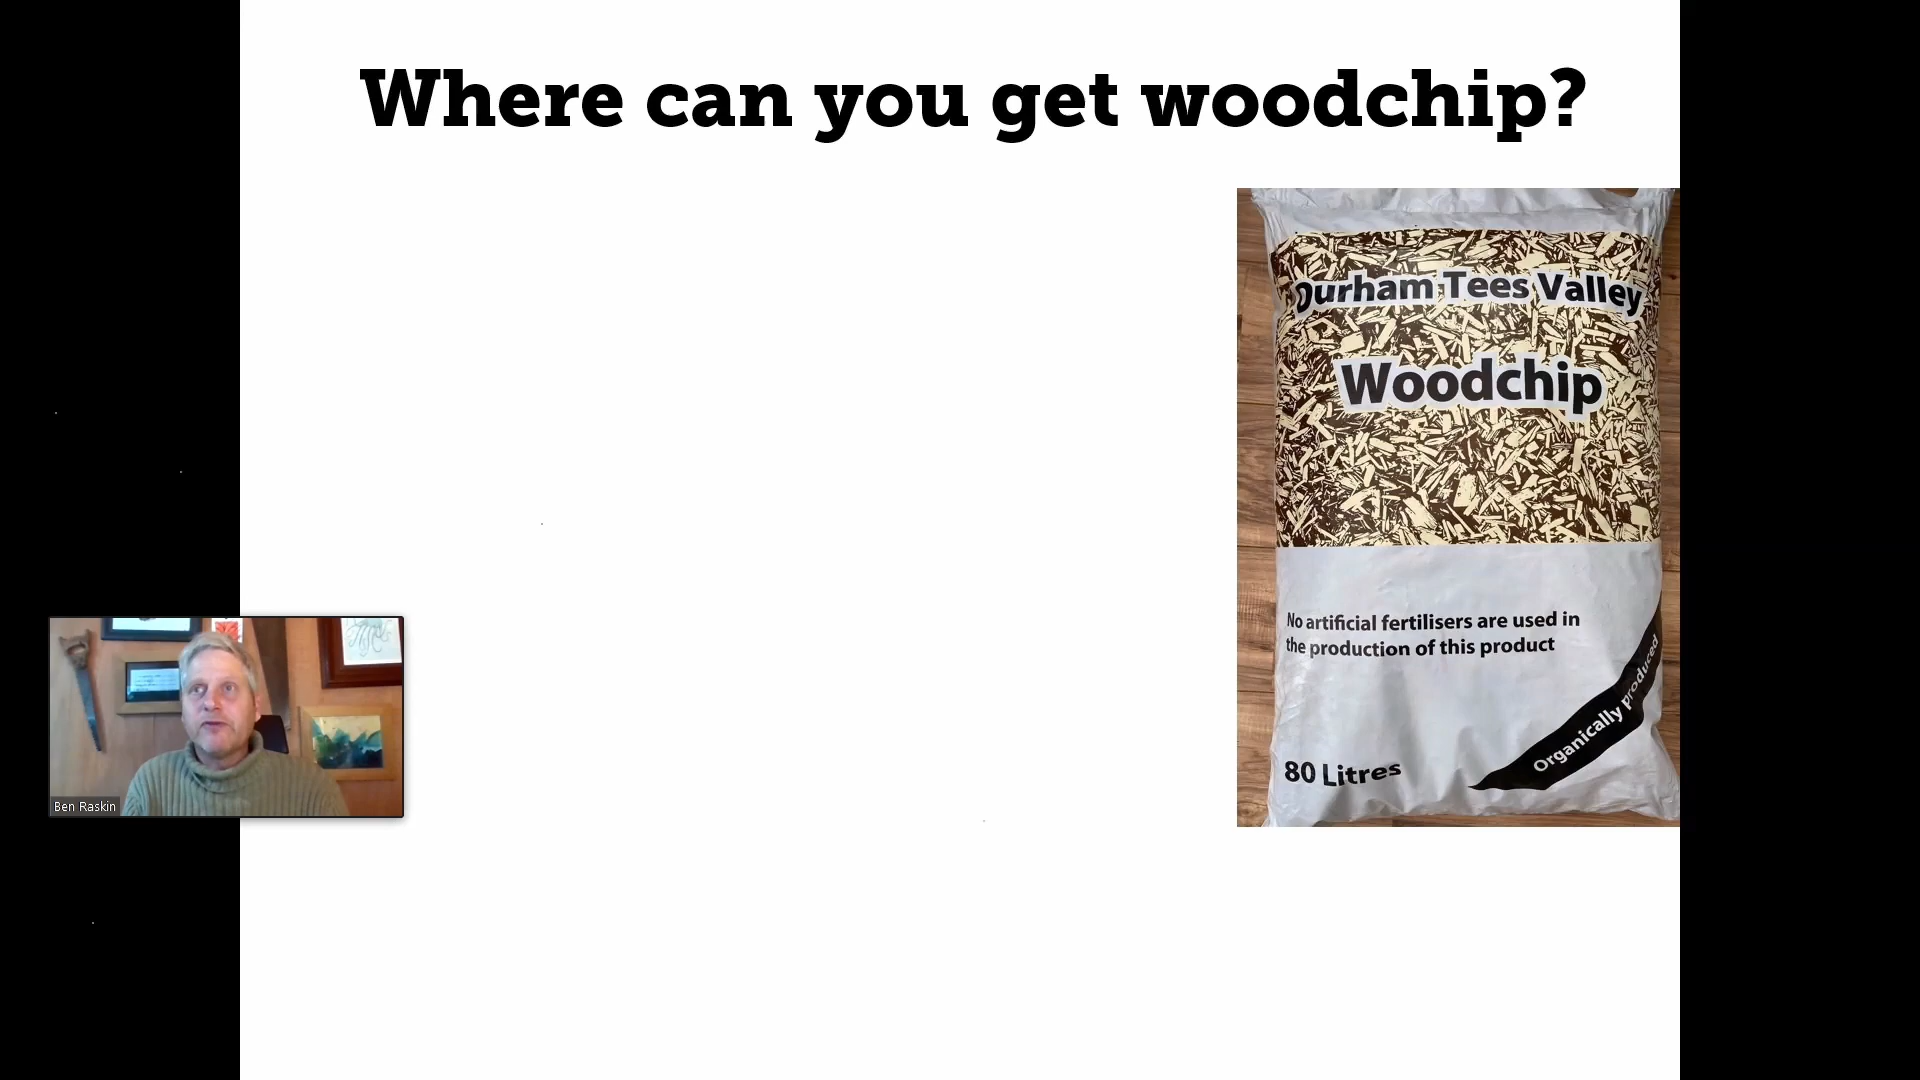 Where can you get woodchip?
Durham Tees Valley
Woodchip
No artificial fertilisers are used in
the production of this product
Organically produced
80 Litres
Ben Raskin